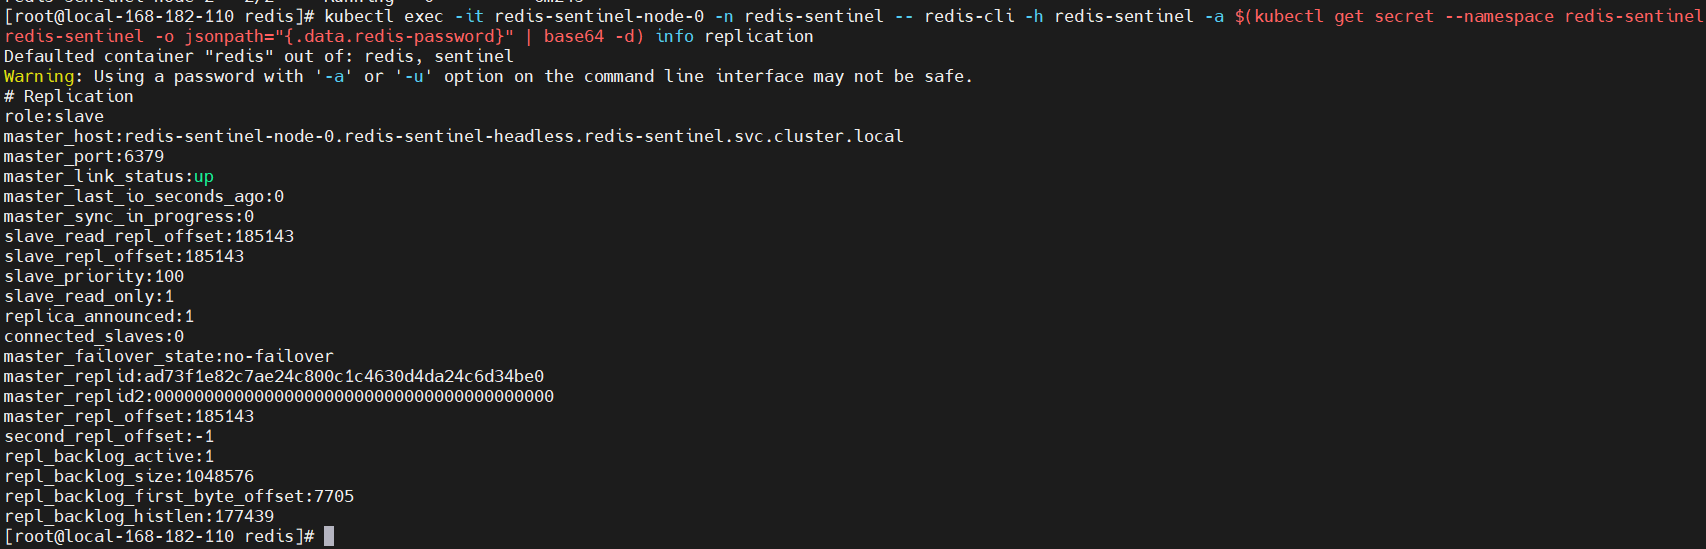 [root@local-168-182-110 redis]# kubectl exec -it redis-sentinel-node-0 -n redis-sentinel -- redis-cli -h redis-sentinel -a $(kubectl get secret --namespace redis-sentinel
redis-sentinel -o jsonpath="{.data.redis-password}" | base64 -d) info replication
Defaulted container "redis" out of: redis, sentinel
Warning: Using a password with '-a' or '-u' option on the command line interface may not be safe.
# Replication
role:slave
master_host:redis-sentinel-node-0.redis-sentinel-headless.redis-sentinel.svc.cluster.local
master_port:6379
master_link_status:up
master_last_io_seconds_ago:0
master_sync_in_progress:0
slave_read_repl_offset:185143
slave_repl_offset:185143
slave_priority:100
slave_read_only:1
replica_announced:1
connected_slaves:0
master_failover_state:no-failover
master_replid:ad73f1e82c7ae24c800c1c4630d4da24c6d34be0
master_replid2:0000000000000000000000000000000000000000
master_repl_offset:185143
second_repl_offset:-1
repl_backlog_active:1
repl_backlog_size:1048576
repl_backlog_first_byte_offset:7705
repl_backlog_histlen:177439
[root@local-168-182-110 redis]#